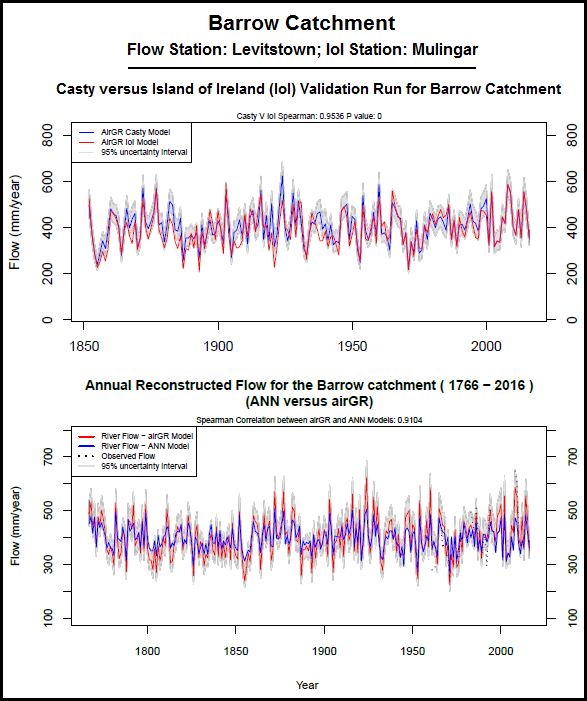 Barrow Catchment
Flow Station: Levitstown; IoI Station: Mulingar
Casty versus Island of Ireland (IoI) Validation Run for Barrow Catchment
Casty V IoI Spearman: 0.9536 P value: 0
AirGR Casty Model
AirGR IoI Model
95% uncertainty interval
Flow (mm/year)
800
600
400
200
0
800
600
400
200
0
1850
1900
1950
2000
Annual Reconstructed Flow for the Barrow catchment ( 1766 − 2016 )
(ANN versus airGR)
Spearman Correlation between airGR and ANN Models: 0.9104
River Flow − airGR Model
River Flow − ANN Model
Observed Flow
95% uncertainty interval
Flow (mm/year)
700
500
300
100
700
500
300
100
1800
1850
1900
1950
2000
Year